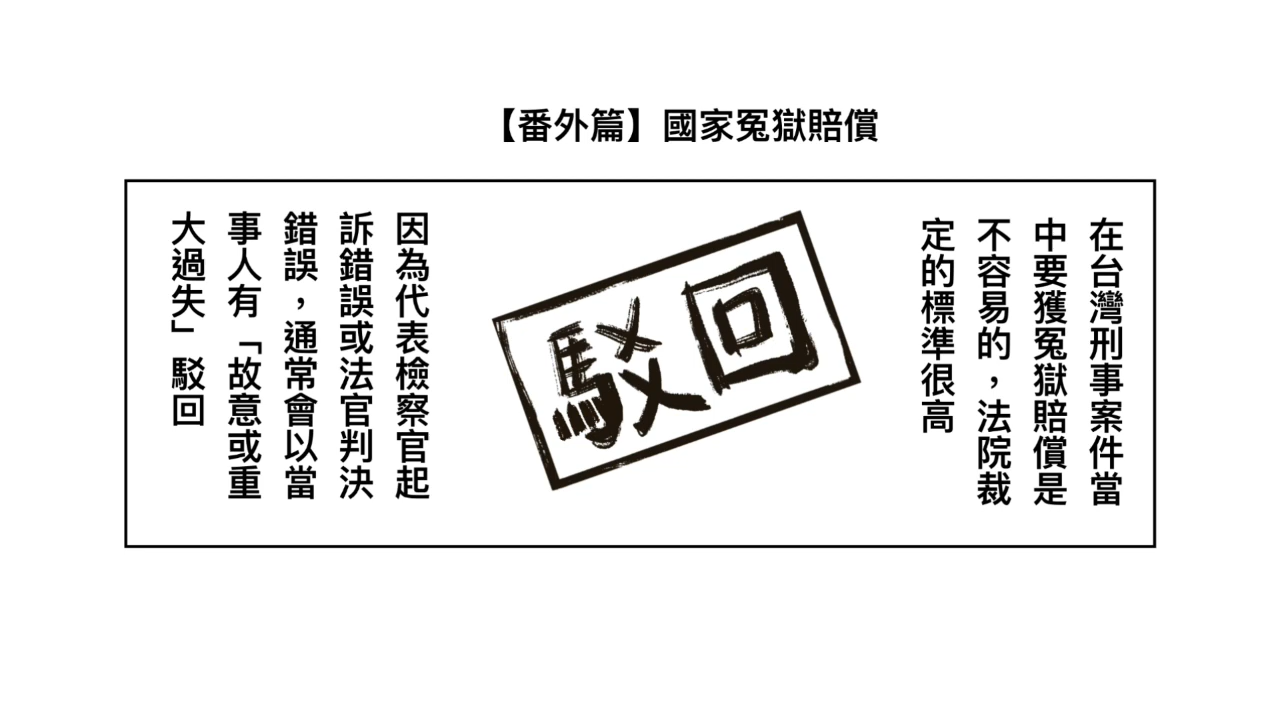 【番外篇】國家冤獄賠償
在台灣刑事案件當
中要獲冤獄賠償是
不容易的，法院裁
定的標準很高
駁回
因為代表檢察官起
訴錯誤或法官判決
錯誤，通常會以當
事人有「故意或重
大過失」駁回